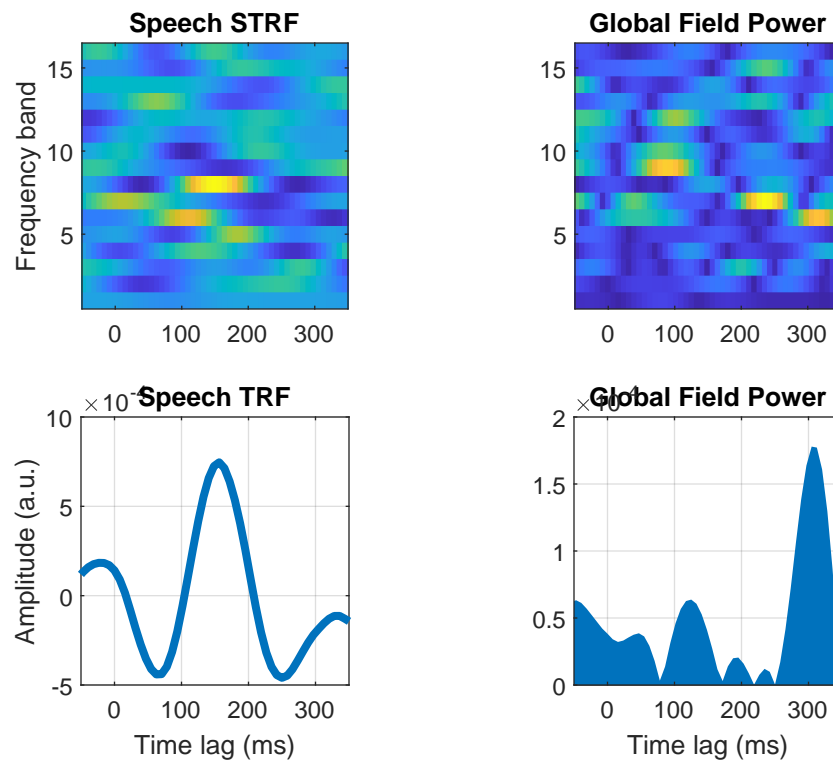 Speech STRF
Global Field Power
15
10
5
Frequency band
0 100 200 300
15
10
5
0 100 200 300
Speech TRF
×10⁻⁴
10
5
0
-5
Amplitude (a.u.)
0 100 200 300
Time lag (ms)
Global Field Power
2
1.5
1
0.5
0
0 100 200 300
Time lag (ms)